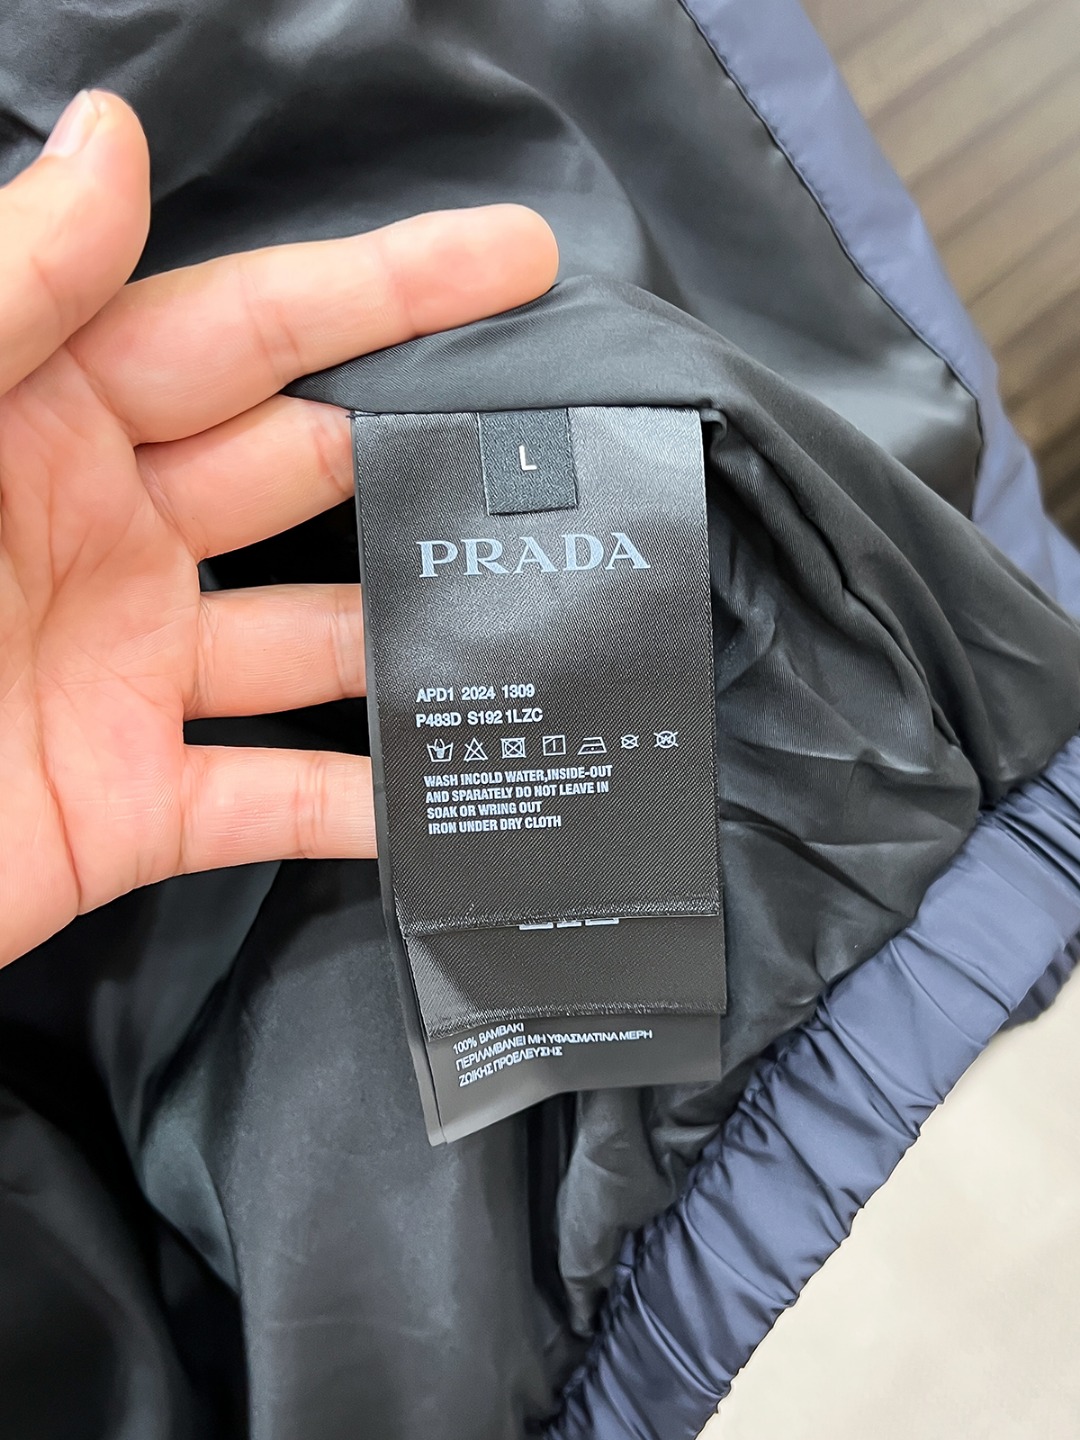 L
PRADA
APD1 2024 1309
P483D S192 1LZC
WASH INCOLD WATER,INSIDE-OUT
AND SPARATELY DO NOT LEAVE IN
SOAK OR WRING OUT
IRON UNDER DRY CLOTH
100% ΒΑΜΒΑΚΙ
ΠΕΡΙΛΑΜΒΑΝΕΙ ΜΗ ΥΦΑΣΜΑΤΙΝΑ ΜΕΡΗ
ΖΩΙΚΗΣ ΠΡΟΕΛΕΥΣΗΣ